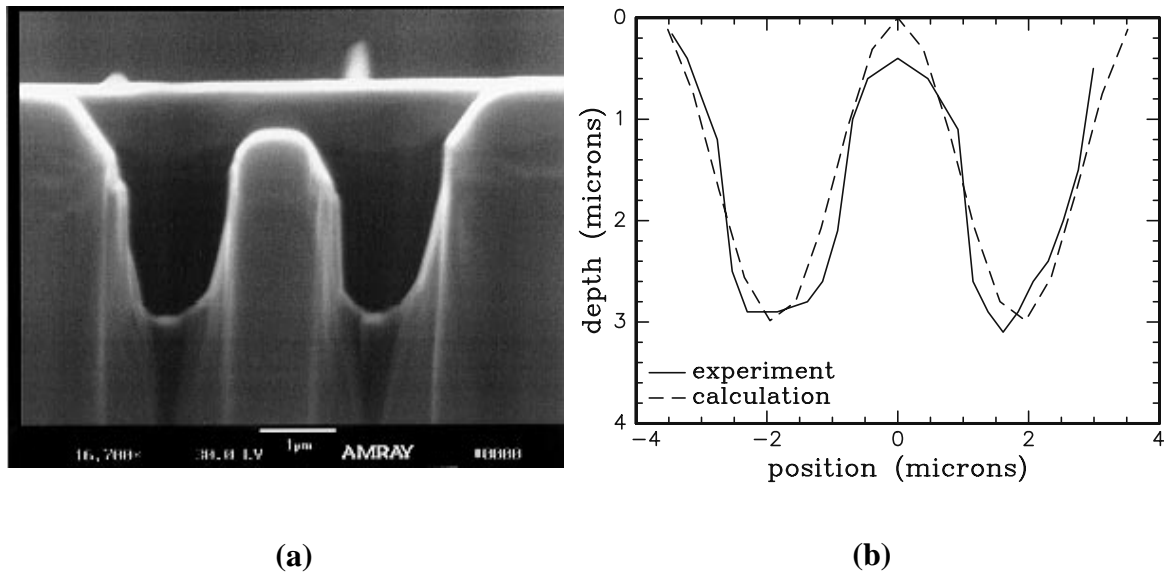 1µm
16,700× 30.0 kV AMRAY #0000
(a)
0
1
2
3
4
depth (microns)
experiment
calculation
−4 −2 0 2 4
position (microns)
(b)